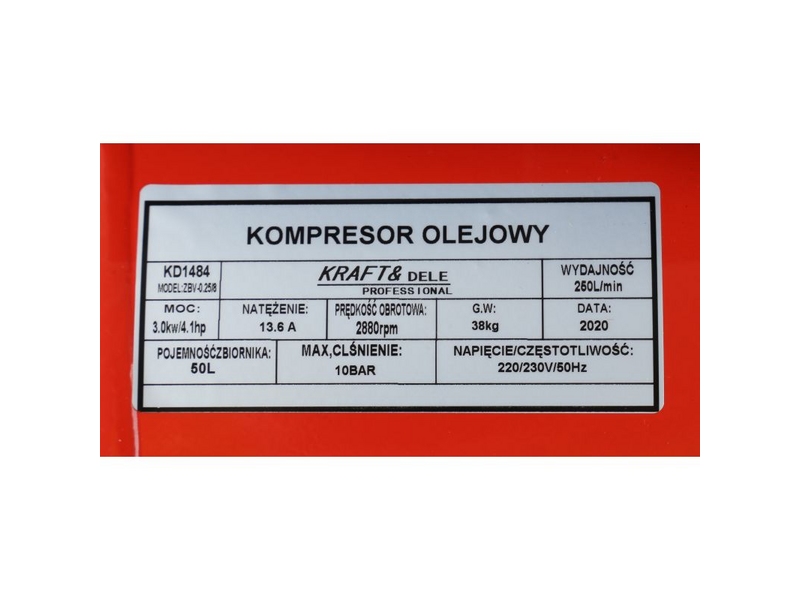 KOMPRESOR OLEJOWY
KD1484
MODEL:ZBV-0.25/8
KRAFT& DELE
PROFESSIONAL
WYDAJNOŚĆ
250L/min
MOC:
3.0kw/4.1hp
NATĘŻENIE:
13.6 A
PRĘDKOŚĆ OBROTOWA:
2880rpm
G.W:
38kg
DATA:
2020
POJEMNOŚĆZBIORNIKA:
50L
MAX,CLŚNIENIE:
10BAR
NAPIĘCIE/CZĘSTOTLIWOŚĆ:
220/230V/50Hz